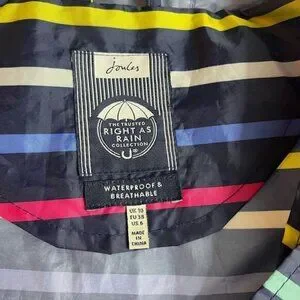 Joules
THE TRUSTED
RIGHT AS
RAIN
COLLECTION
WATERPROOF &
BREATHABLE
UK 10
EU 38
US 6
MADE
IN
CHINA